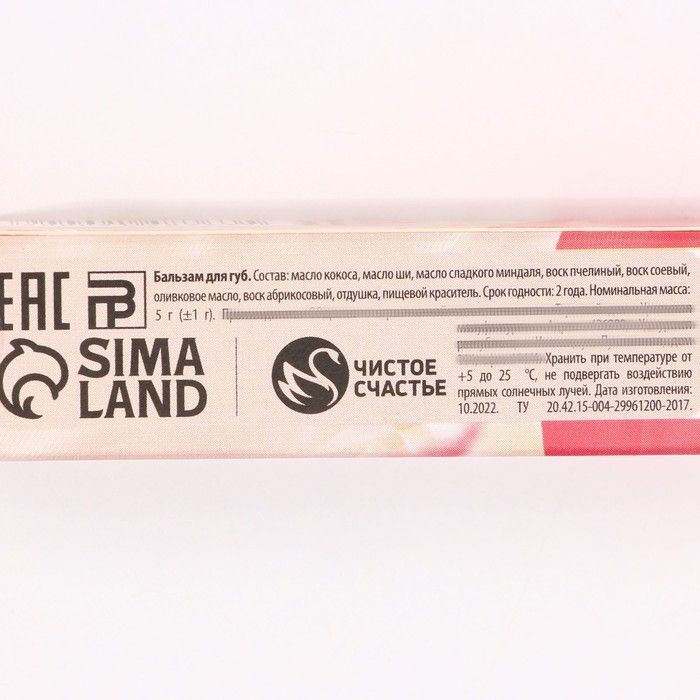 EAC
Бальзам для губ. Состав: масло кокоса, масло ши, масло сладкого миндаля, воск пчелиный, воск соевый,
оливковое масло, воск абрикосовый, отдушка, пищевой краситель. Срок годности: 2 года. Номинальная масса:
5 г (±1 г).
SIMA
LAND
ЧИСТОЕ
СЧАСТЬЕ
Хранить при температуре от
+5 до 25 °С, не подвергать воздействию
прямых солнечных лучей. Дата изготовления:
10.2022. ТУ 20.42.15-004-29961200-2017.